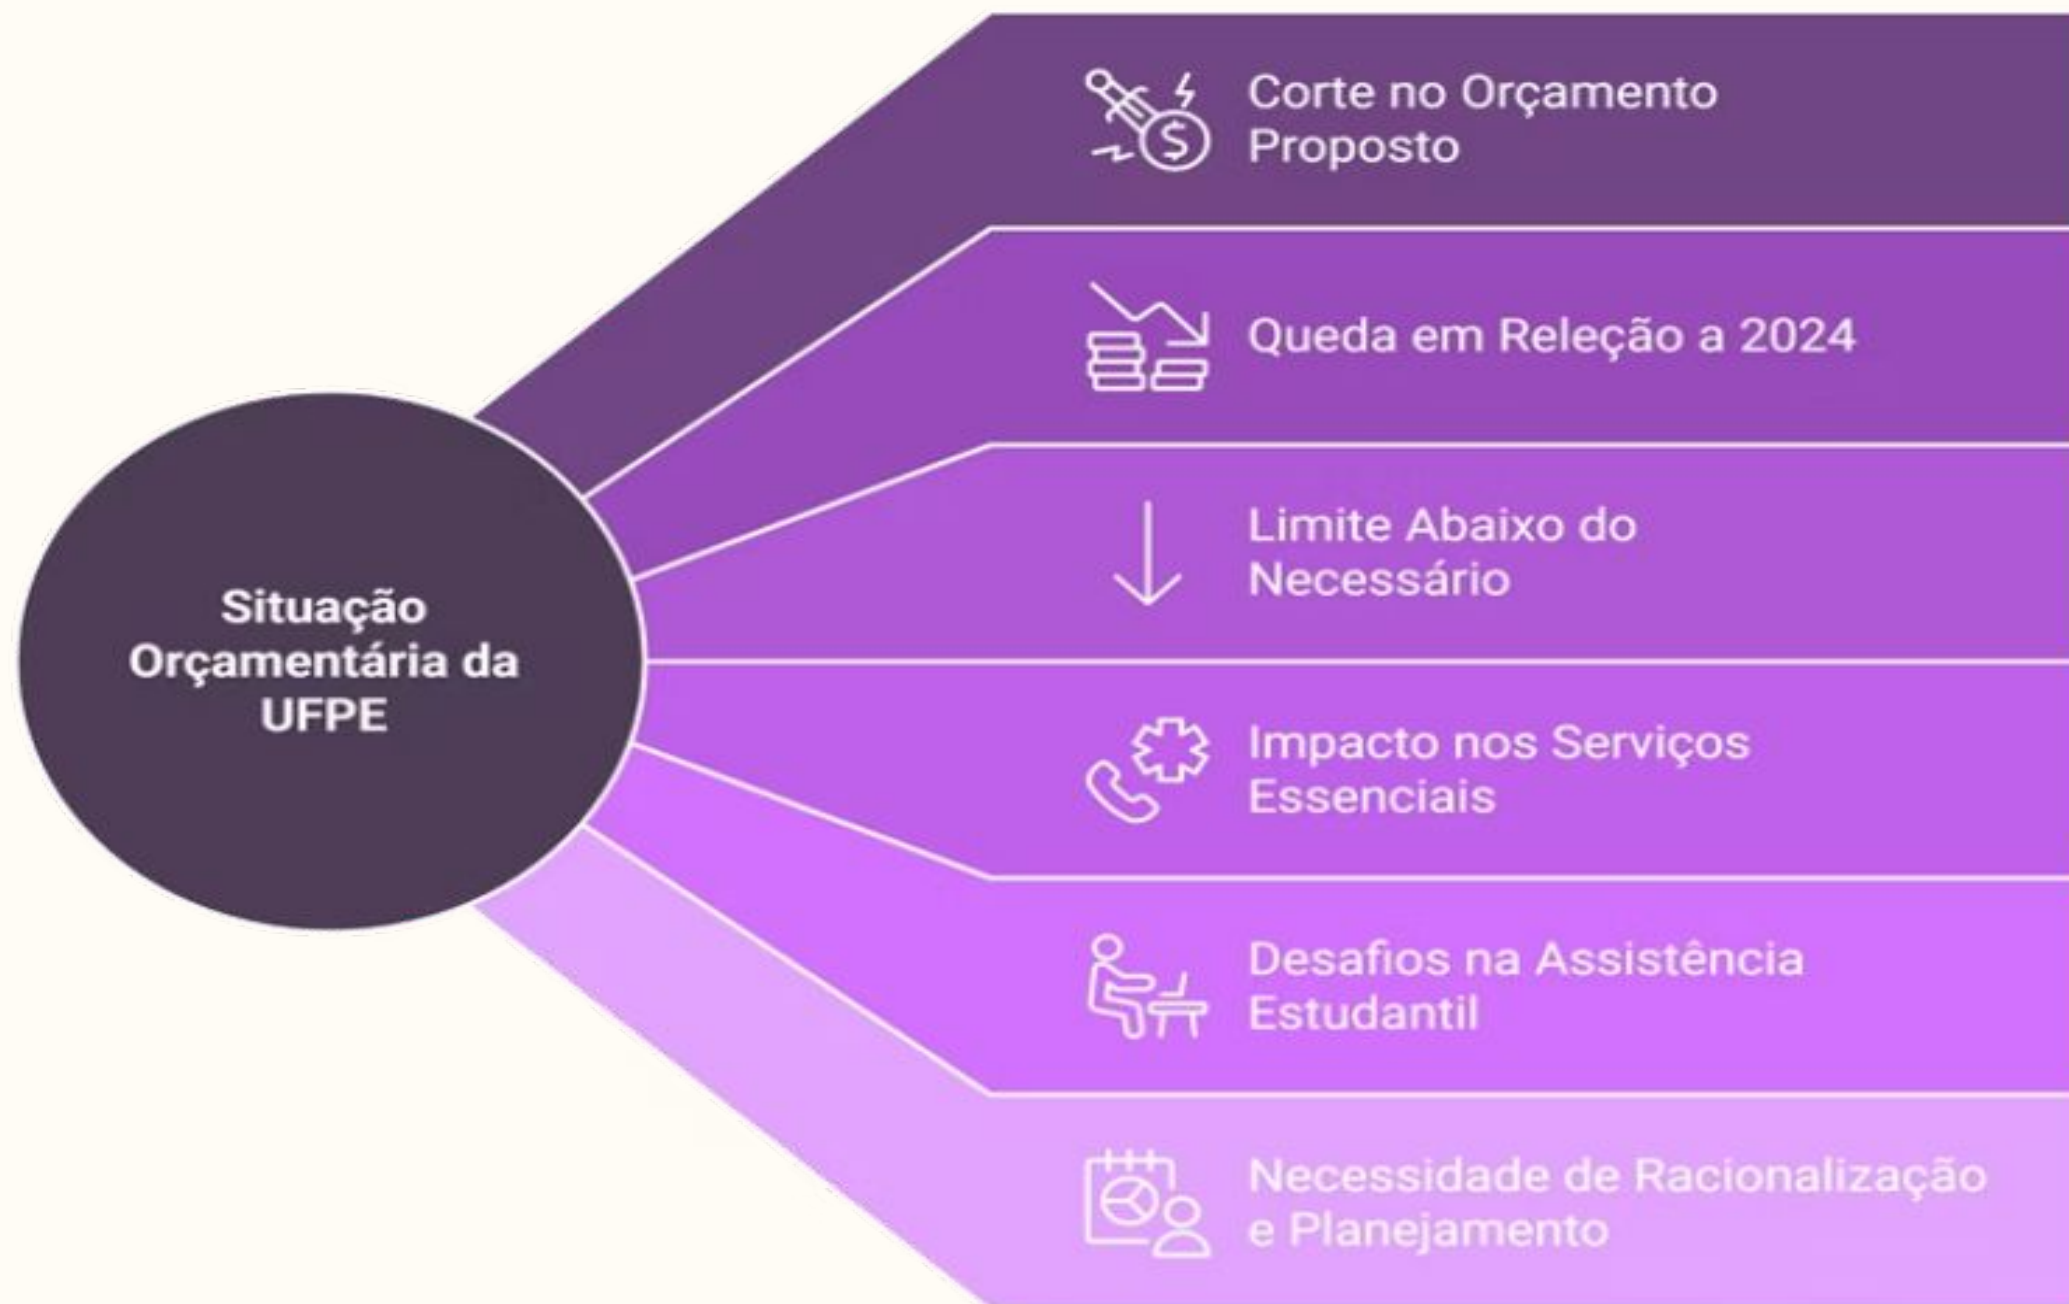 Situação
Orçamentária da
UFPE
Corte no Orçamento
Proposto
Queda em Releção a 2024
Limite Abaixo do
Necessário
Impacto nos Serviços
Essenciais
Desafios na Assistência
Estudantil
Necessidade de Racionalização
e Planejamento